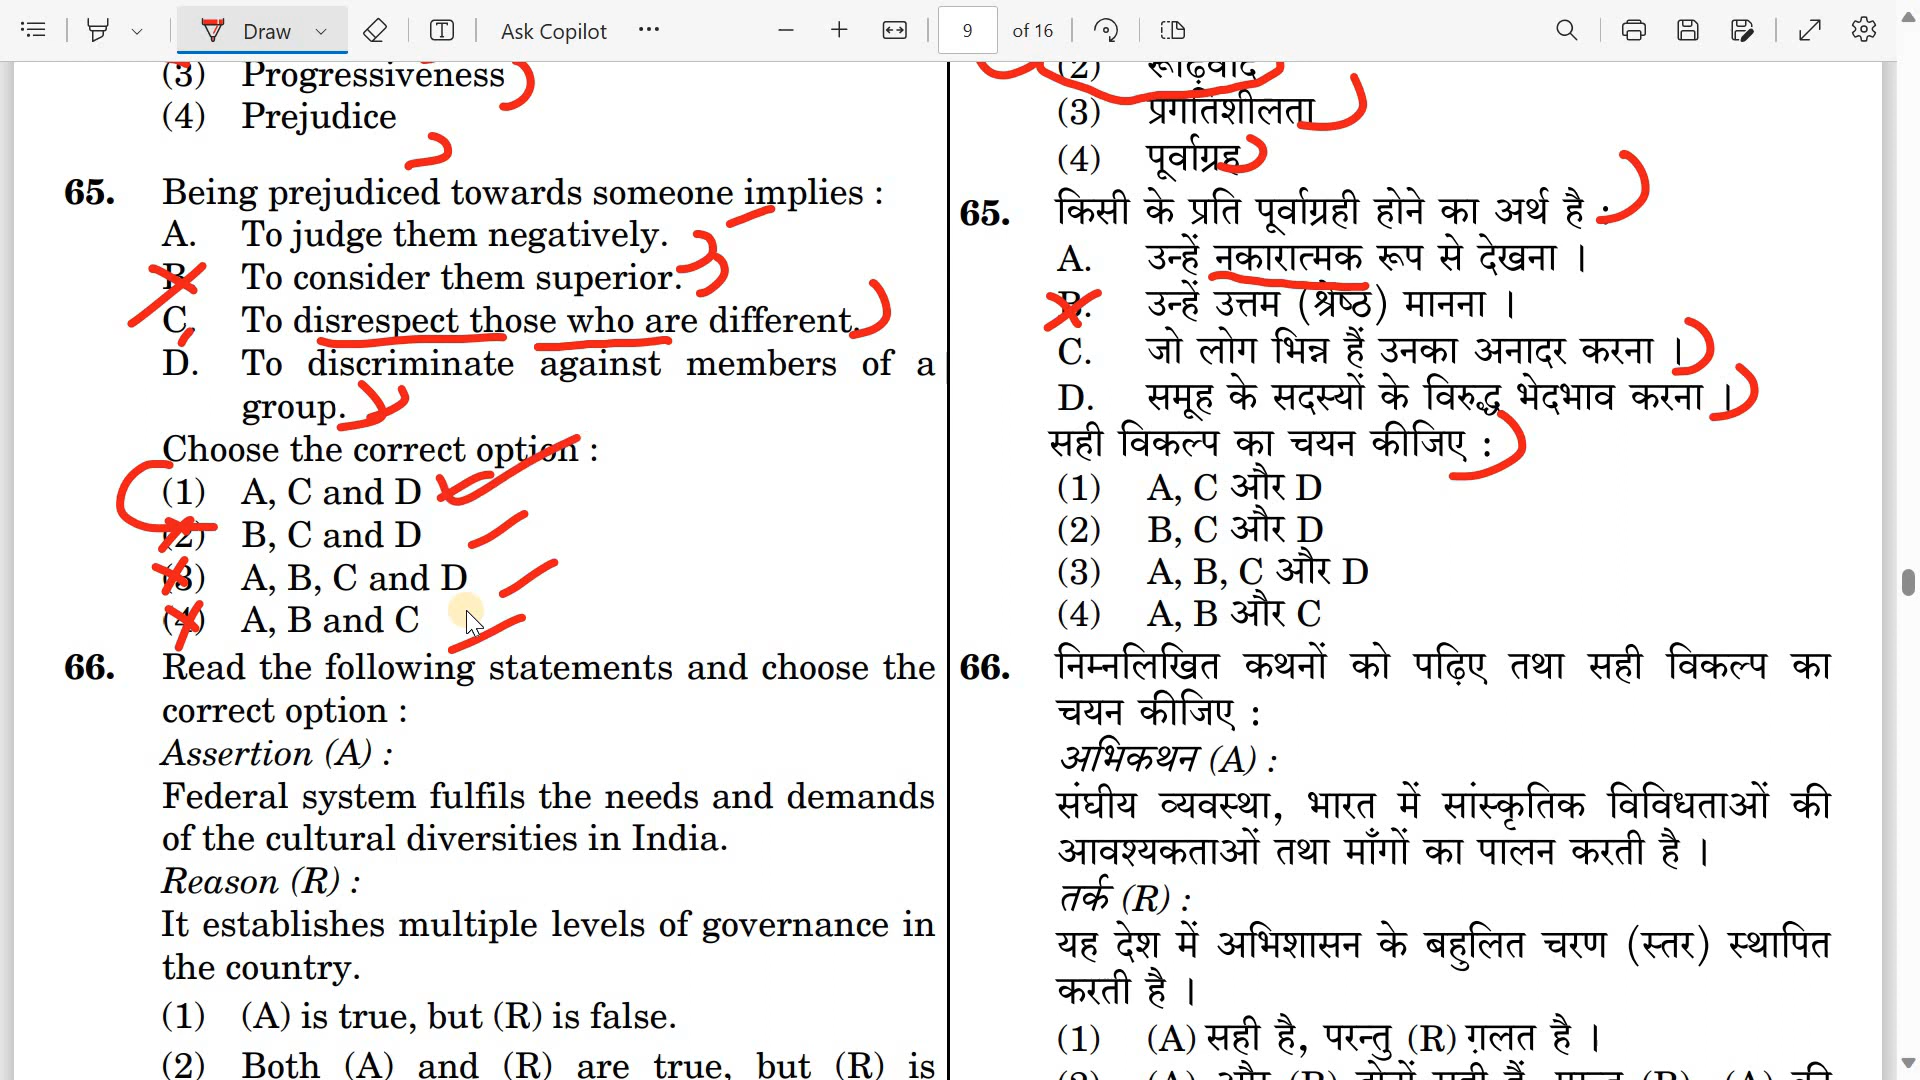 Draw
Ask Copilot
9 of 16
(3) Progressiveness
(4) Prejudice
65. Being prejudiced towards someone implies :
A. To judge them negatively.
B. To consider them superior.
C. To disrespect those who are different.
D. To discriminate against members of a
group.
Choose the correct option :
(1) A, C and D
(2) B, C and D
(3) A, B, C and D
(4) A, B and C
66. Read the following statements and choose the
correct option :
Assertion (A) :
Federal system fulfils the needs and demands
of the cultural diversities in India.
Reason (R) :
It establishes multiple levels of governance in
the country.
(1) (A) is true, but (R) is false.
(2) Both (A) and (R) are true, but (R) is
(2) रूढ़िवाद
(3) प्रगतिशीलता
(4) पूर्वाग्रह
65. किसी के प्रति पूर्वाग्रही होने का अर्थ है :
A. उन्हें नकारात्मक रूप से देखना ।
B. उन्हें उत्तम (श्रेष्ठ) मानना ।
C. जो लोग भिन्न हैं उनका अनादर करना ।
D. समूह के सदस्यों के विरुद्ध भेदभाव करना ।
सही विकल्प का चयन कीजिए :
(1) A, C और D
(2) B, C और D
(3) A, B, C और D
(4) A, B और C
66. निम्नलिखित कथनों को पढ़िए तथा सही विकल्प का
चयन कीजिए :
अभिकथन (A) :
संघीय व्यवस्था, भारत में सांस्कृतिक विविधताओं की
आवश्यकताओं तथा माँगों का पालन करती है ।
तर्क (R) :
यह देश में अभिशासन के बहुलित चरण (स्तर) स्थापित
करती है ।
(1) (A) सही है, परन्तु (R) ग़लत है ।
(2) (A) और (R) दोनों सही हैं, परन्तु (R), (A) की